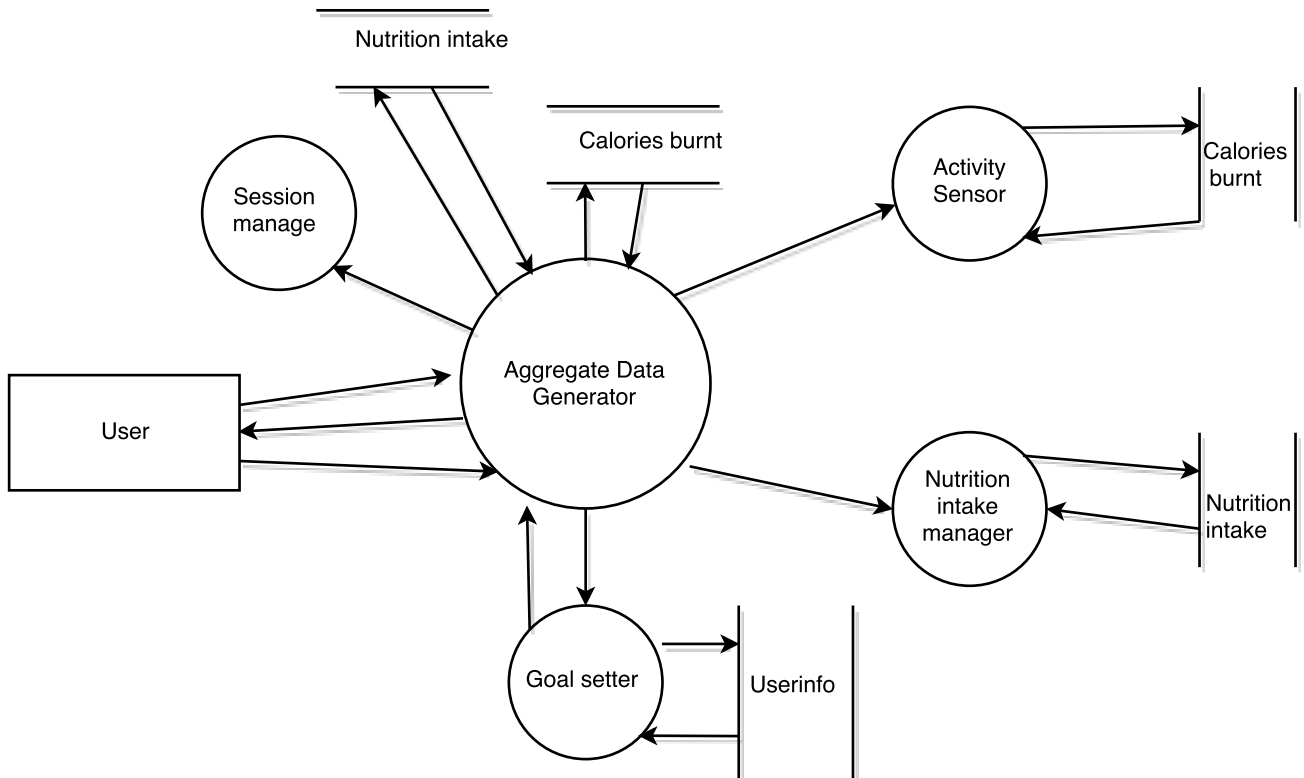 Nutrition intake
Calories burnt
Activity
Sensor
Calories
burnt
Session
manage
Aggregate Data
Generator
User
Nutrition
intake
manager
Nutrition
intake
Goal setter
Userinfo